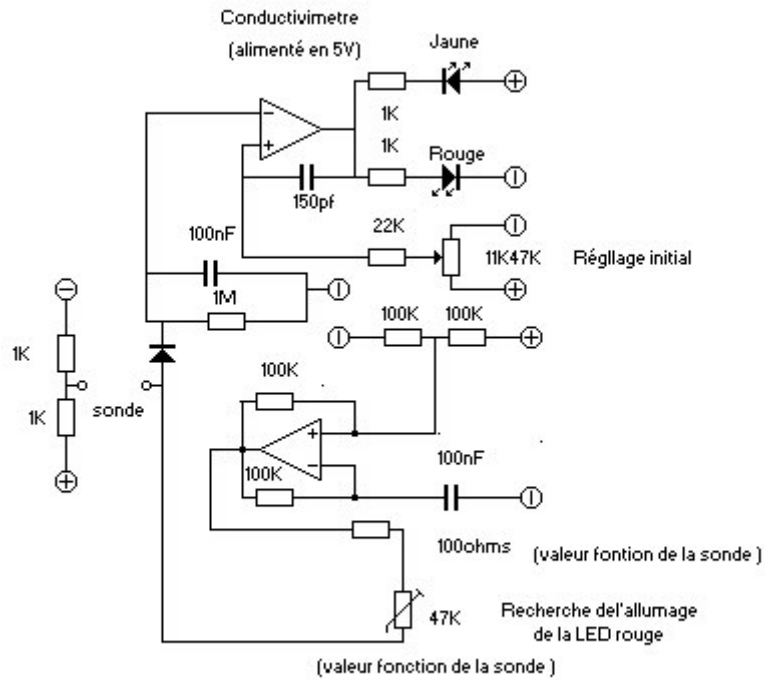 Conductivimetre
(alimenté en 5V)
Jaune
1K
1K
Rouge
150pf
22K
100nF
11K47K
Régllage initial
1M
100K
100K
1K
sonde
1K
100K
100nF
100K
100ohms
(valeur fontion de la sonde )
47K
Recherche del'allumage
de la LED rouge
(valeur fonction de la sonde )